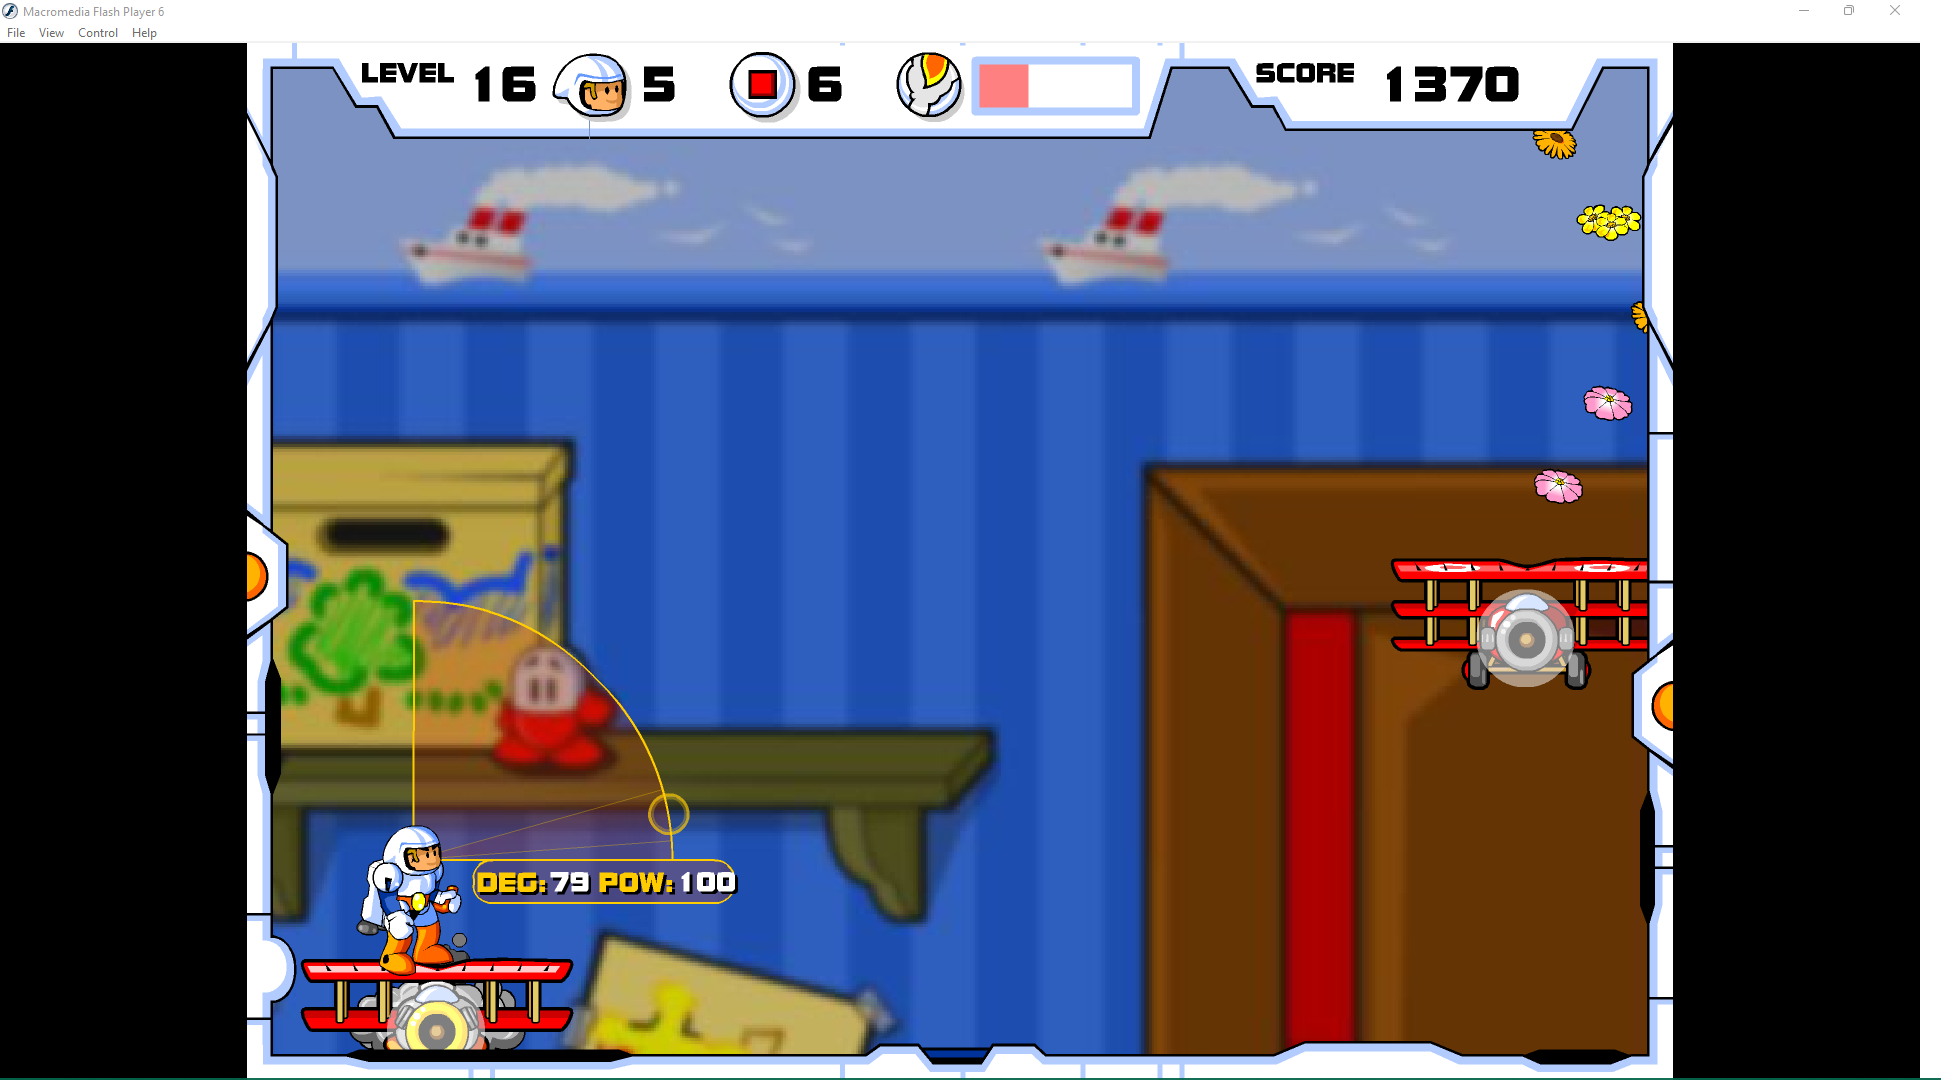 Macromedia Flash Player 6
File View Control Help
LEVEL 16 5 6 SCORE 1370
DEG:79 POW:100